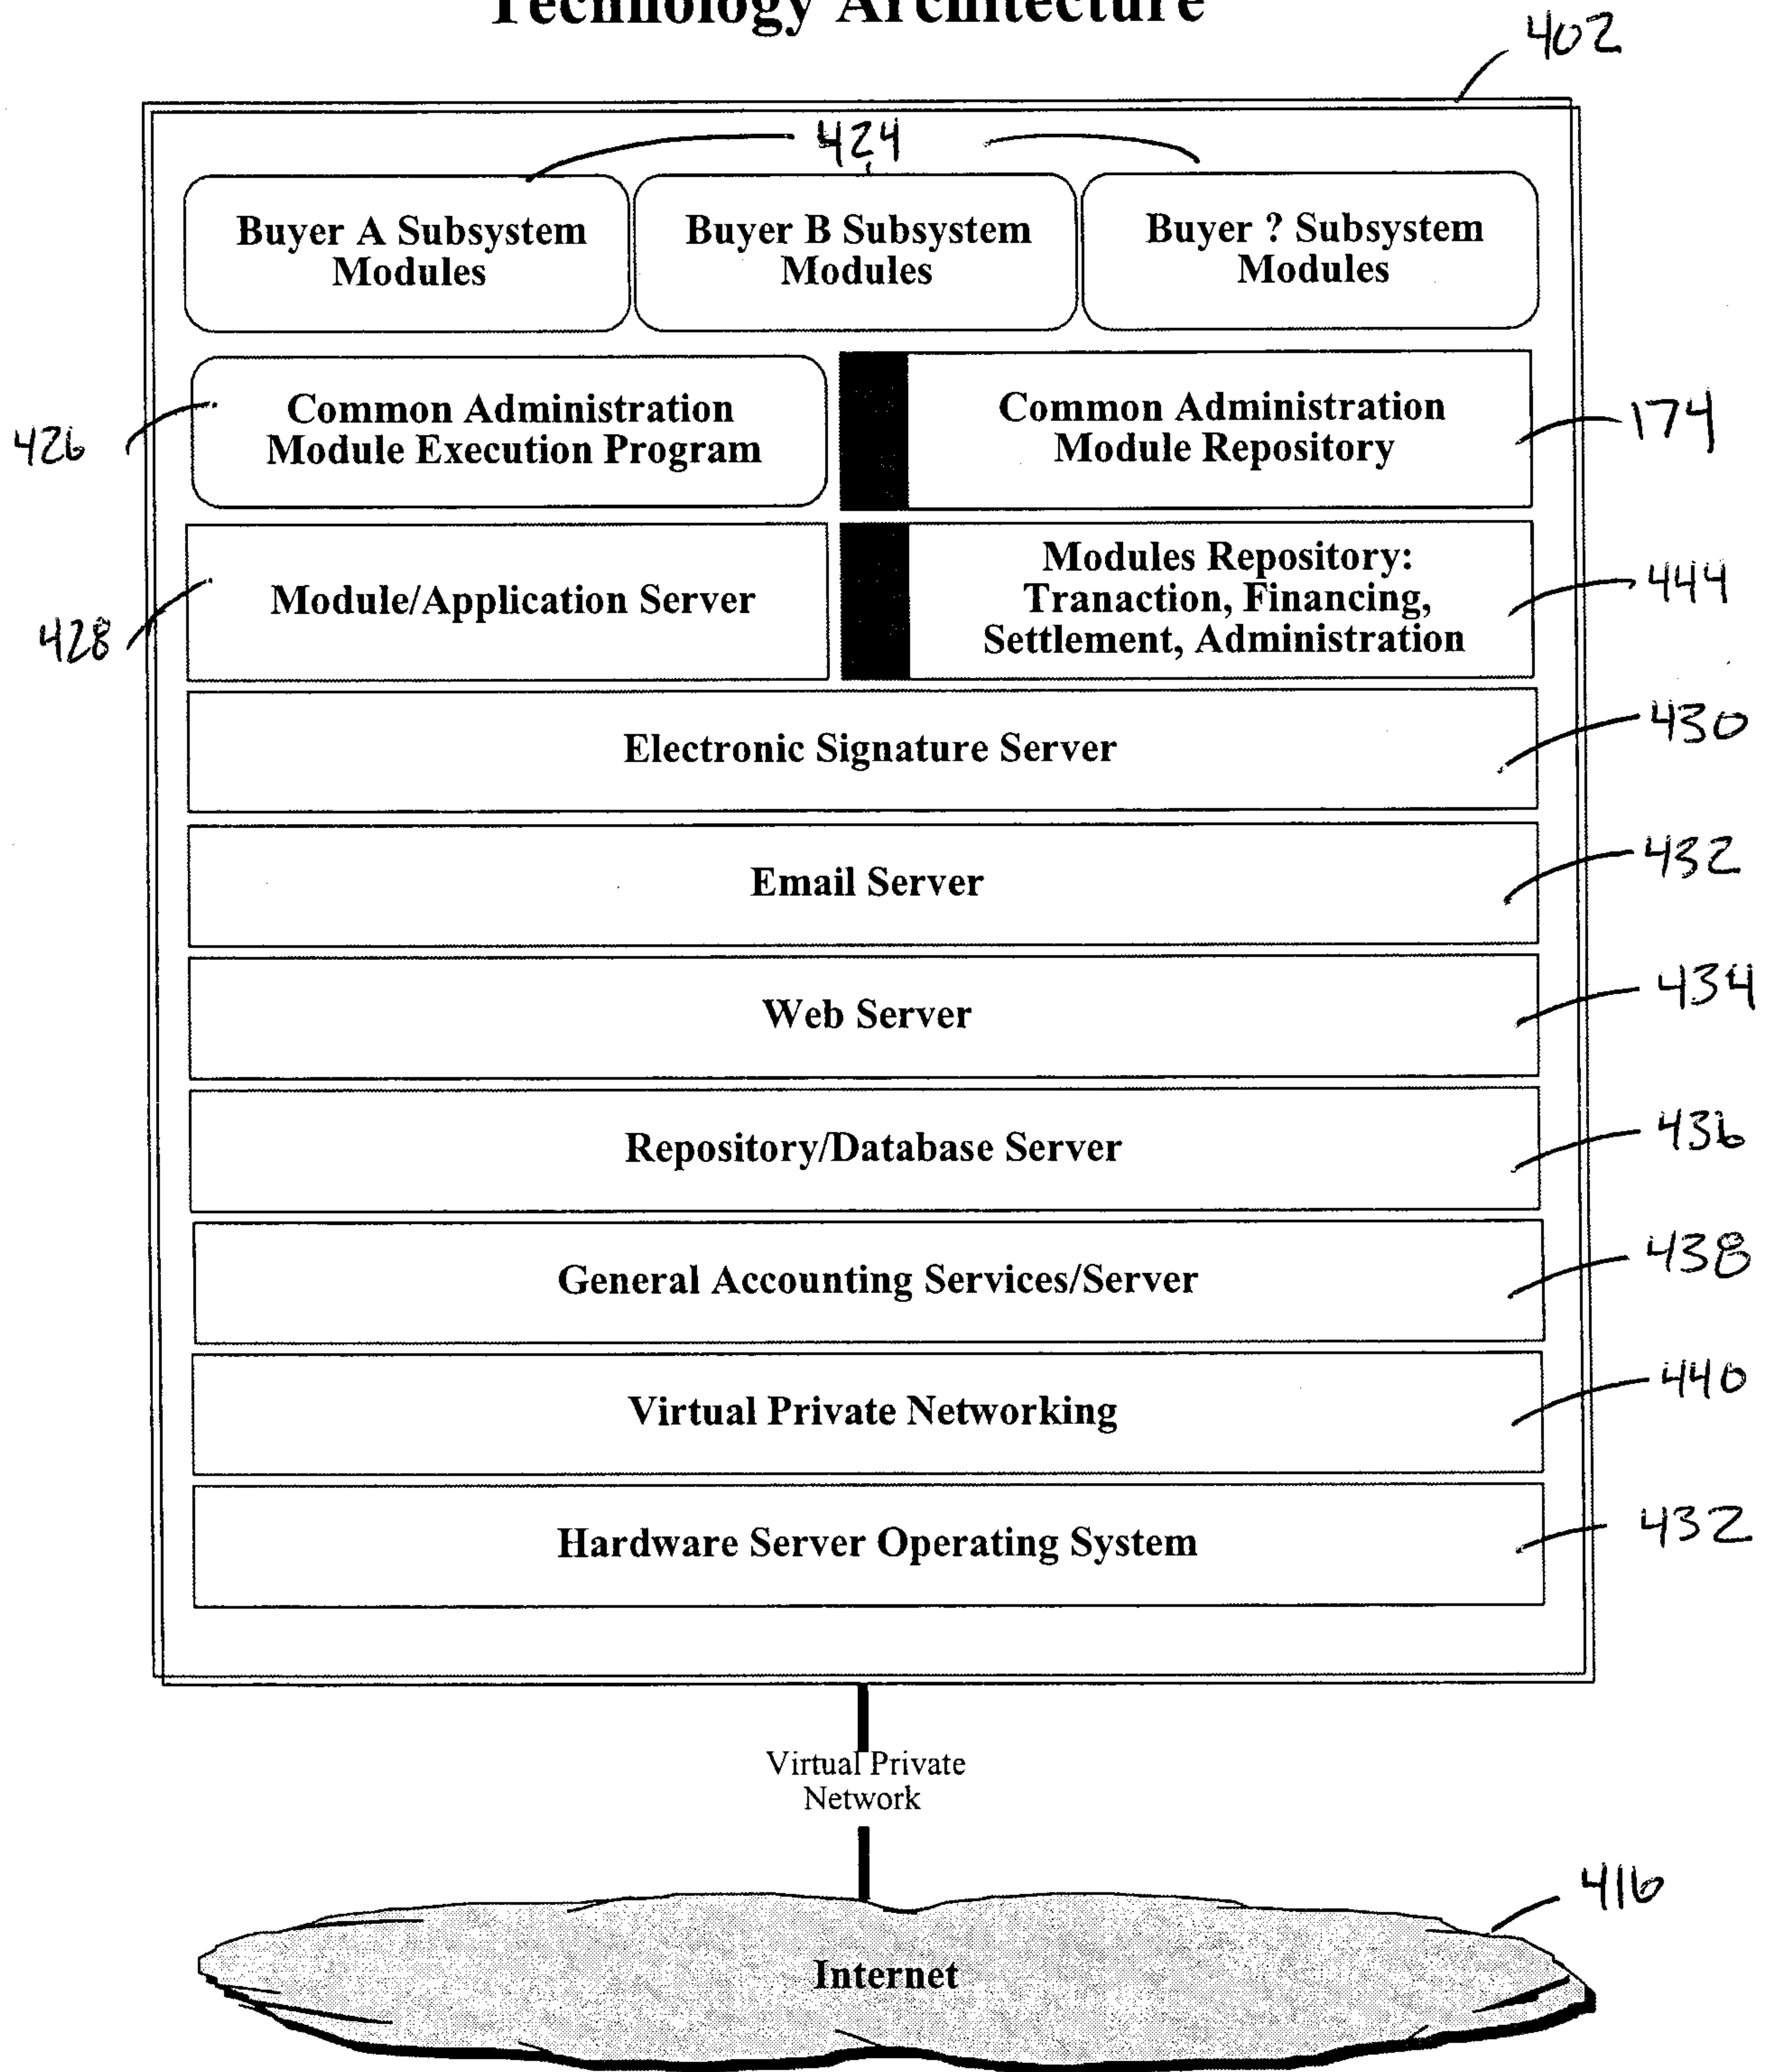 Technology Architecture
402
424
Buyer A Subsystem
Modules
Buyer B Subsystem
Modules
Buyer ? Subsystem
Modules
426
Common Administration
Module Execution Program
Common Administration
Module Repository
174
428
Module/Application Server
Modules Repository:
Tranaction, Financing,
Settlement, Administration
444
Electronic Signature Server
430
Email Server
432
Web Server
434
Repository/Database Server
436
General Accounting Services/Server
438
Virtual Private Networking
440
Hardware Server Operating System
432
Virtual Private
Network
416
Internet